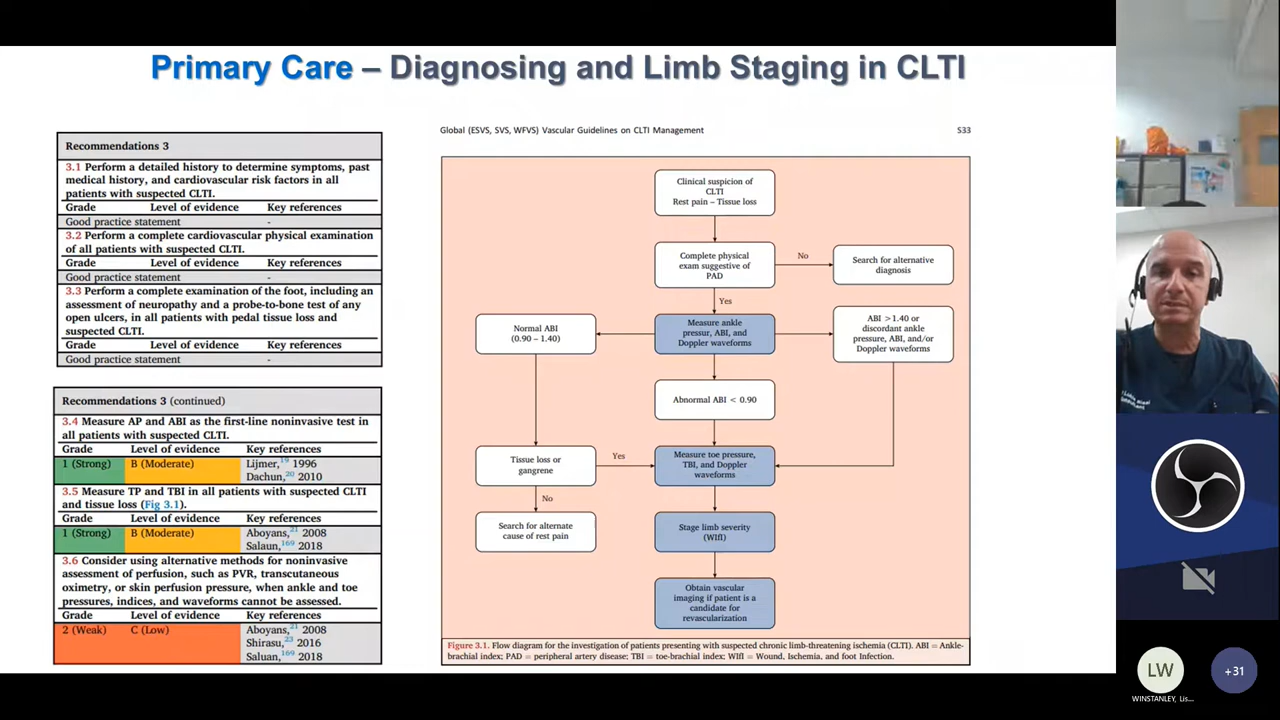 Primary Care – Diagnosing and Limb Staging in CLTI
Recommendations 3
3.1 Perform a detailed history to determine symptoms, past
medical history, and cardiovascular risk factors in all
patients with suspected CLTI.
Grade Level of evidence Key references
Good practice statement -
3.2 Perform a complete cardiovascular physical examination
of all patients with suspected CLTI.
Grade Level of evidence Key references
Good practice statement -
3.3 Perform a complete examination of the foot, including an
assessment of neuropathy and a probe-to-bone test of any
open ulcers, in all patients with pedal tissue loss and
suspected CLTI.
Grade Level of evidence Key references
Good practice statement -
Recommendations 3 (continued)
3.4 Measure AP and ABI as the first-line noninvasive test in
all patients with suspected CLTI.
Grade Level of evidence Key references
1 (Strong) B (Moderate) Lijmer,19 1996
Dachun,20 2010
3.5 Measure TP and TBI in all patients with suspected CLTI
and tissue loss (Fig 3.1).
Grade Level of evidence Key references
1 (Strong) B (Moderate) Aboyans,21 2008
Salaun,169 2018
3.6 Consider using alternative methods for noninvasive
assessment of perfusion, such as PVR, transcutaneous
oximetry, or skin perfusion pressure, when ankle and toe
pressures, indices, and waveforms cannot be assessed.
Grade Level of evidence Key references
2 (Weak) C (Low) Aboyans,21 2008
Shirasu,23 2016
Saluan,169 2018
Global (ESVS, SVS, WFVS) Vascular Guidelines on CLTI Management S33
Clinical suspicion of
CLTI
Rest pain – Tissue loss
Complete physical
exam suggestive of
PAD
No
Search for alternative
diagnosis
Yes
Normal ABI
(0.90 – 1.40)
Measure ankle
pressur, ABI, and
Doppler waveforms
ABI >1.40 or
discordant ankle
pressure, ABI, and/or
Doppler waveforms
Abnormal ABI < 0.90
Tissue loss or
gangrene
Yes
Measure toe pressure,
TBI, and Doppler
waveforms
No
Search for alternate
cause of rest pain
Stage limb severity
(WIfI)
Obtain vascular
imaging if patient is a
candidate for
revascularization
Figure 3.1. Flow diagram for the investigation of patients presenting with suspected chronic limb-threatening ischemia (CLTI). ABI = Ankle-
brachial index; PAD = peripheral artery disease; TBI = toe-brachial index; WIfI = Wound, Ischemia, and foot Infection.
LW
+31
WINSTANLEY, Lis...